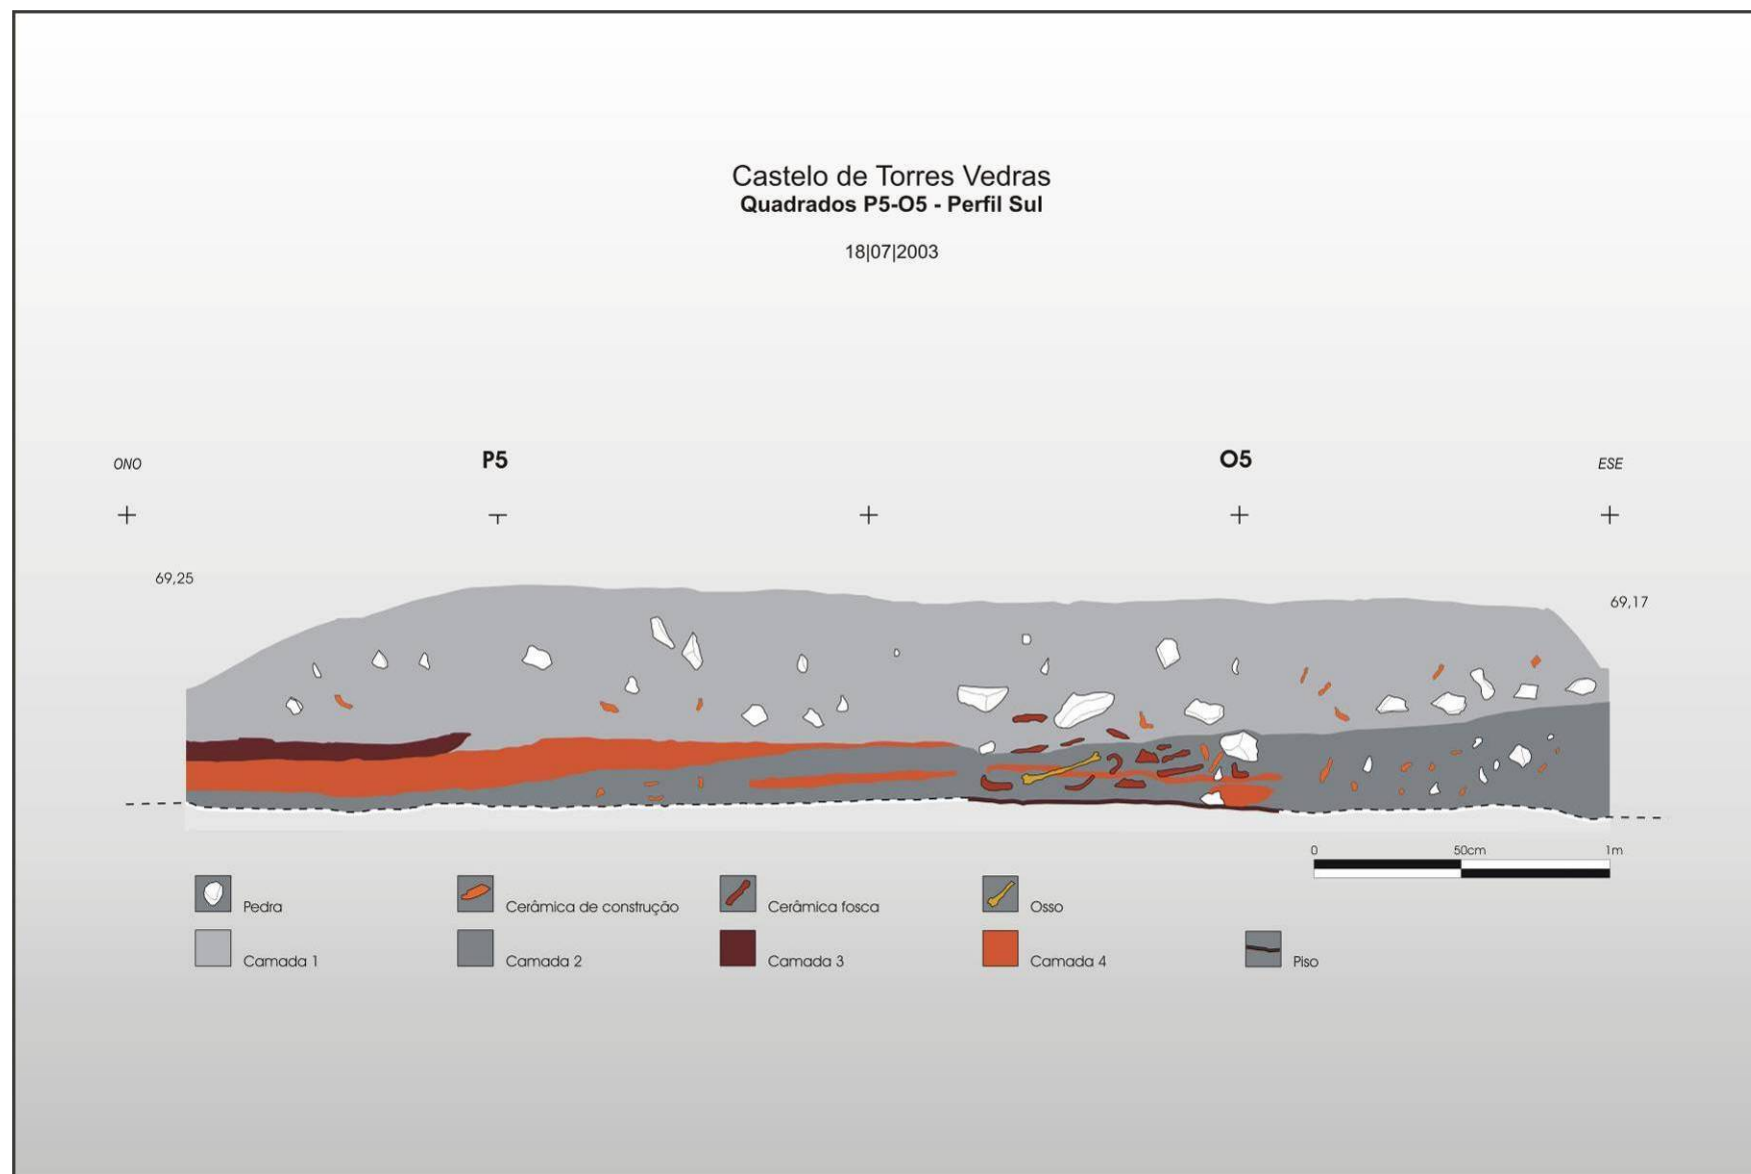 Castelo de Torres Vedras
Quadrados P5-O5 - Perfil Sul
18|07|2003
ONO P5 O5 ESE
69,25
69,17
0 50cm 1m
Pedra Cerâmica de construção Cerâmica fosca Osso
Camada 1 Camada 2 Camada 3 Camada 4 Piso